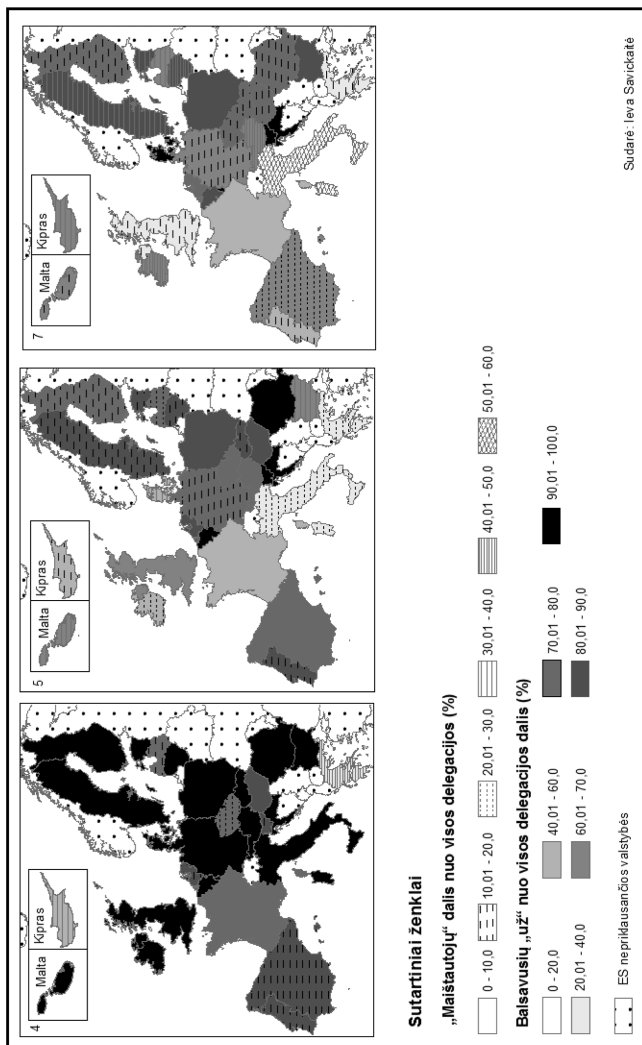 4
Malta
Kipras
5
Malta
Kipras
7
Malta
Kipras
Sutartiniai ženklai
„Maištautojų“ dalis nuo visos delegacijos (%)
0 - 10,0
10,01 - 20,0
20,01 - 30,0
30,01 - 40,0
40,01 - 50,0
50,01 - 60,0
Balsavusių „už“ nuo visos delegacijos dalis (%)
0 - 20,0
40,01 - 60,0
70,01 - 80,0
90,01 - 100,0
20,01 - 40,0
60,01 - 70,0
80,01 - 90,0
ES nepriklausančios valstybės
Sudarė: Ieva Savickaitė